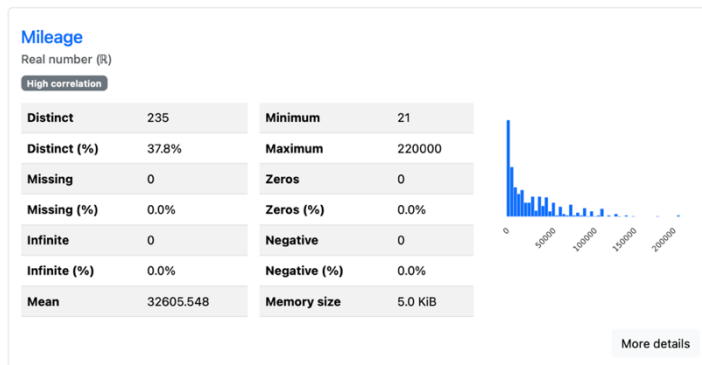 Mileage
Real number (ℝ)
High correlation
Distinct 235
Distinct (%) 37.8%
Missing 0
Missing (%) 0.0%
Infinite 0
Infinite (%) 0.0%
Mean 32605.548
Minimum 21
Maximum 220000
Zeros 0
Zeros (%) 0.0%
Negative 0
Negative (%) 0.0%
Memory size 5.0 KiB
0 50000 100000 150000 200000
More details